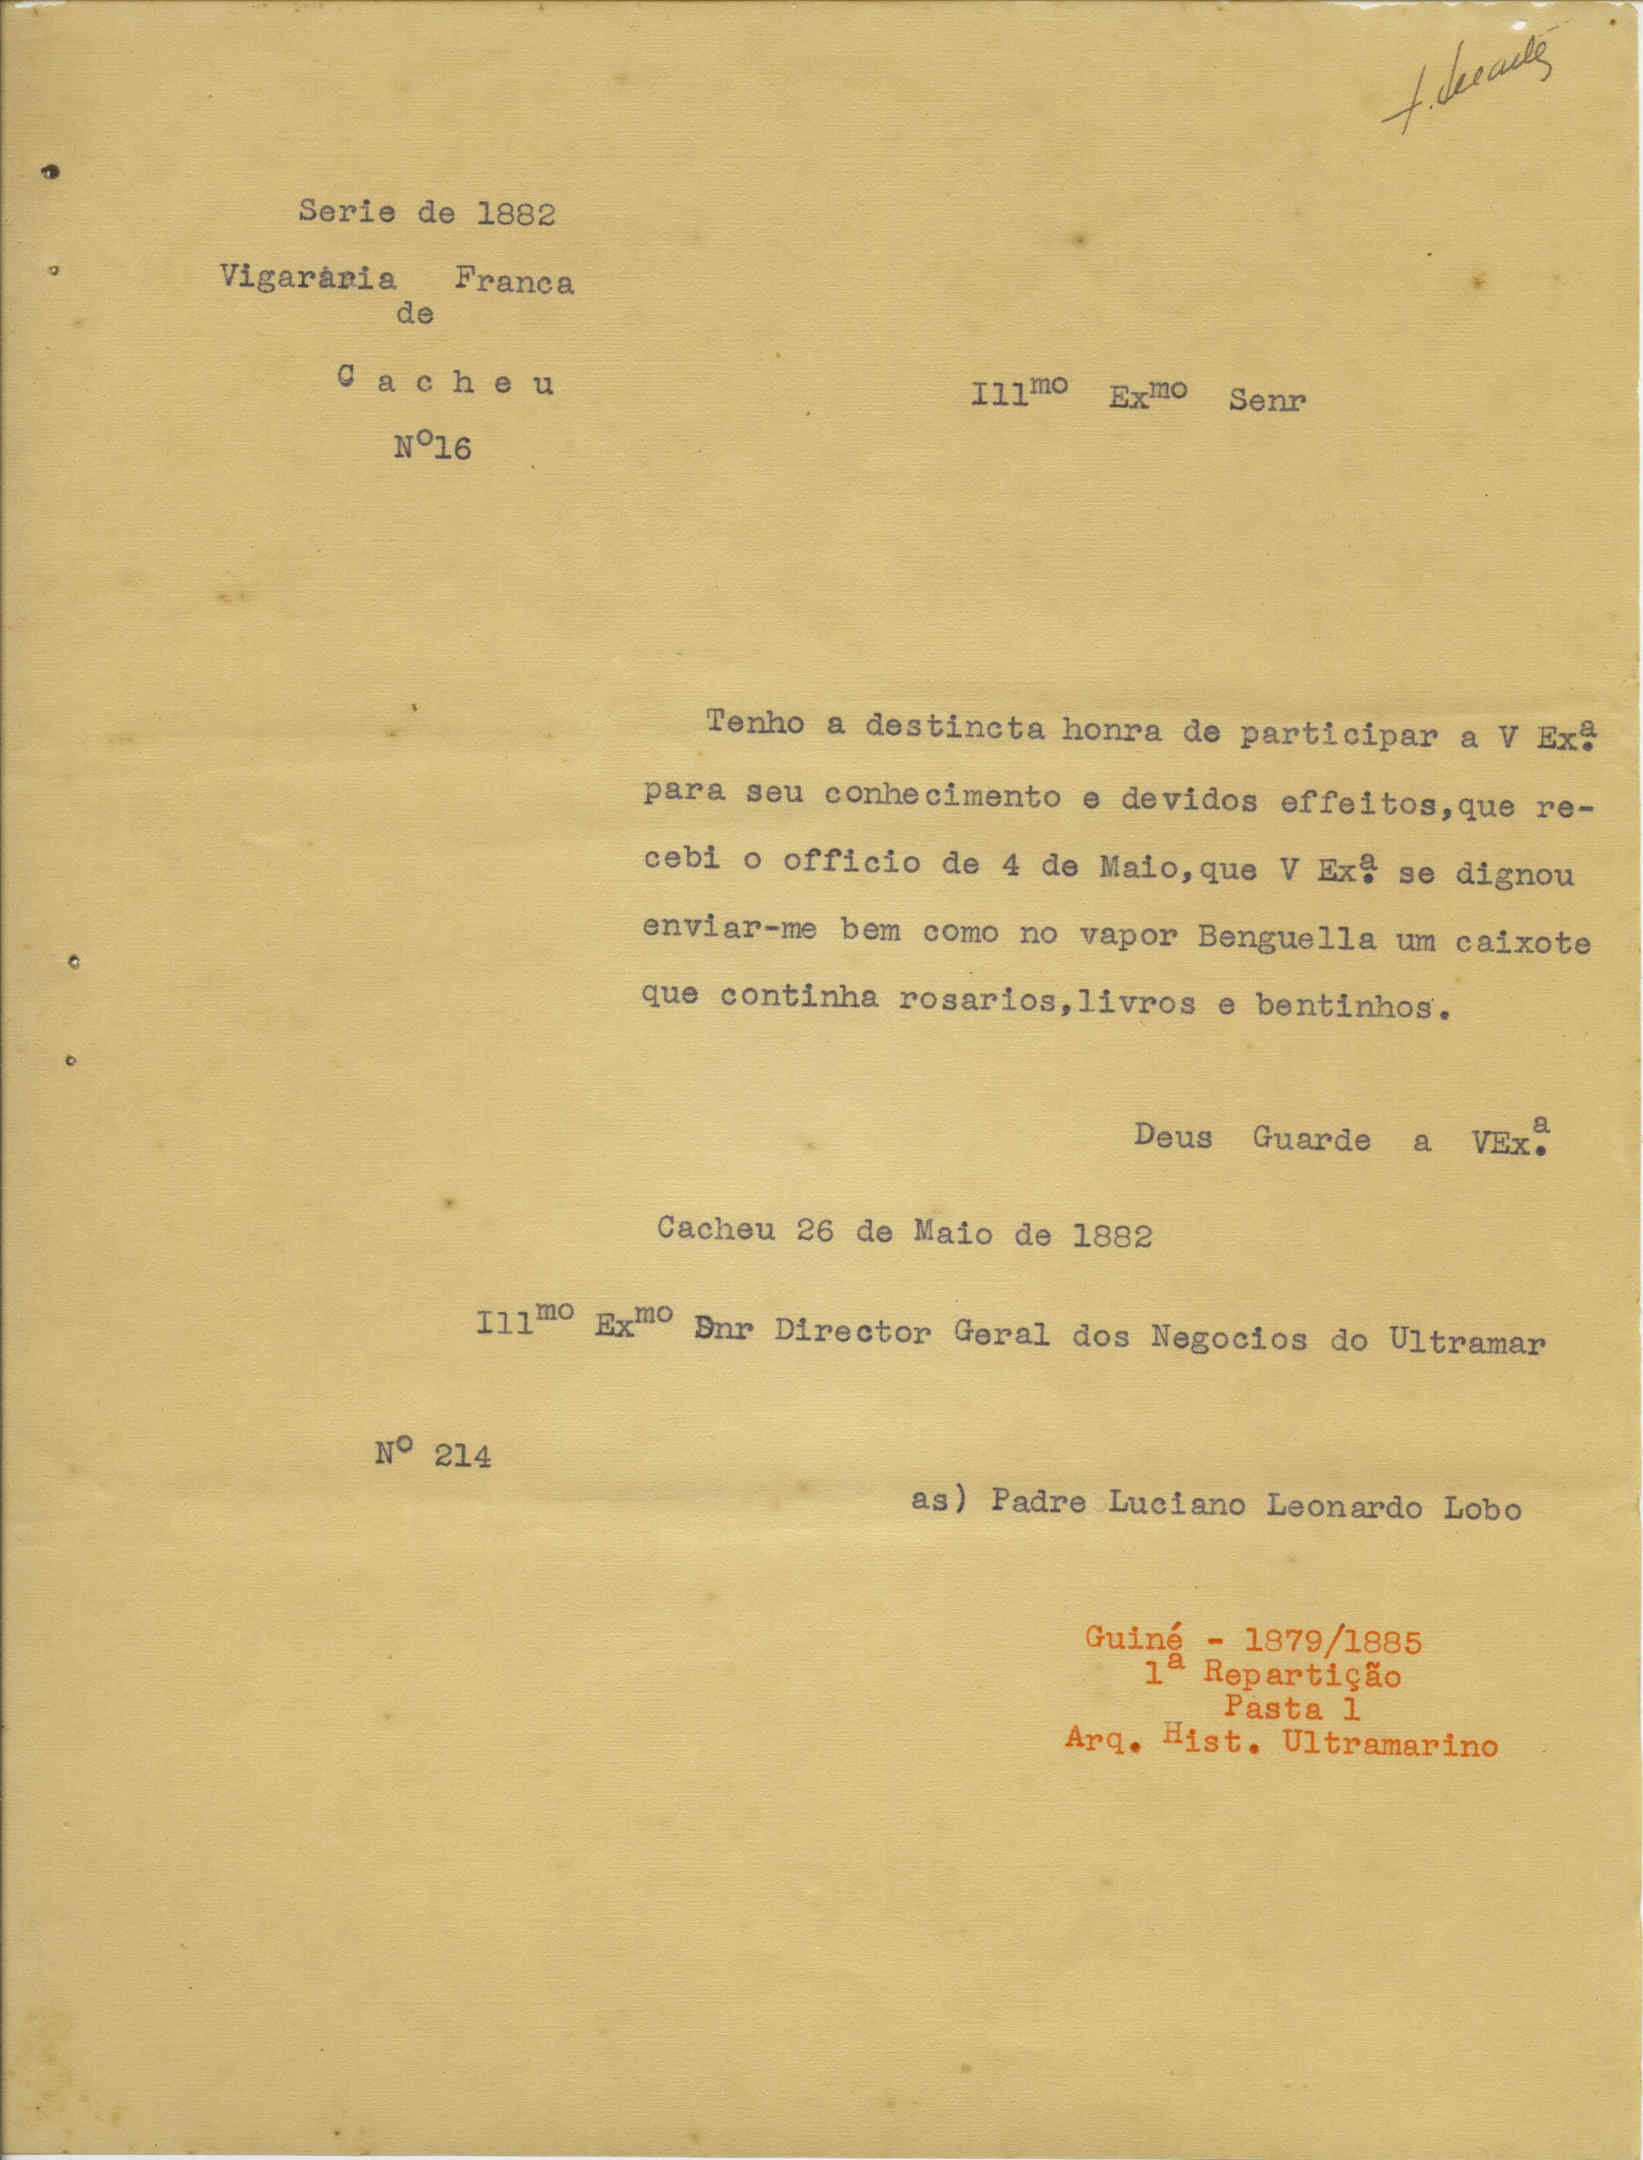 Serie de 1882
Vigararia Franca
de
Cacheu
Nº16
Illmo Exmo Senr
Tenho a destincta honra de participar a V Exª.
para seu conhecimento e devidos effeitos,que re-
cebi o officio de 4 de Maio,que V Exª. se dignou
enviar-me bem como no vapor Benguella um caixote
que continha rosarios,livros e bentinhos.
Deus Guarde a VExª.
Cacheu 26 de Maio de 1882
Illmo Exmo Snr Director Geral dos Negocios do Ultramar
Nº 214
as) Padre Luciano Leonardo Lobo
Guiné - 1879/1885
1ª Repartição
Pasta 1
Arq. Hist. Ultramarino